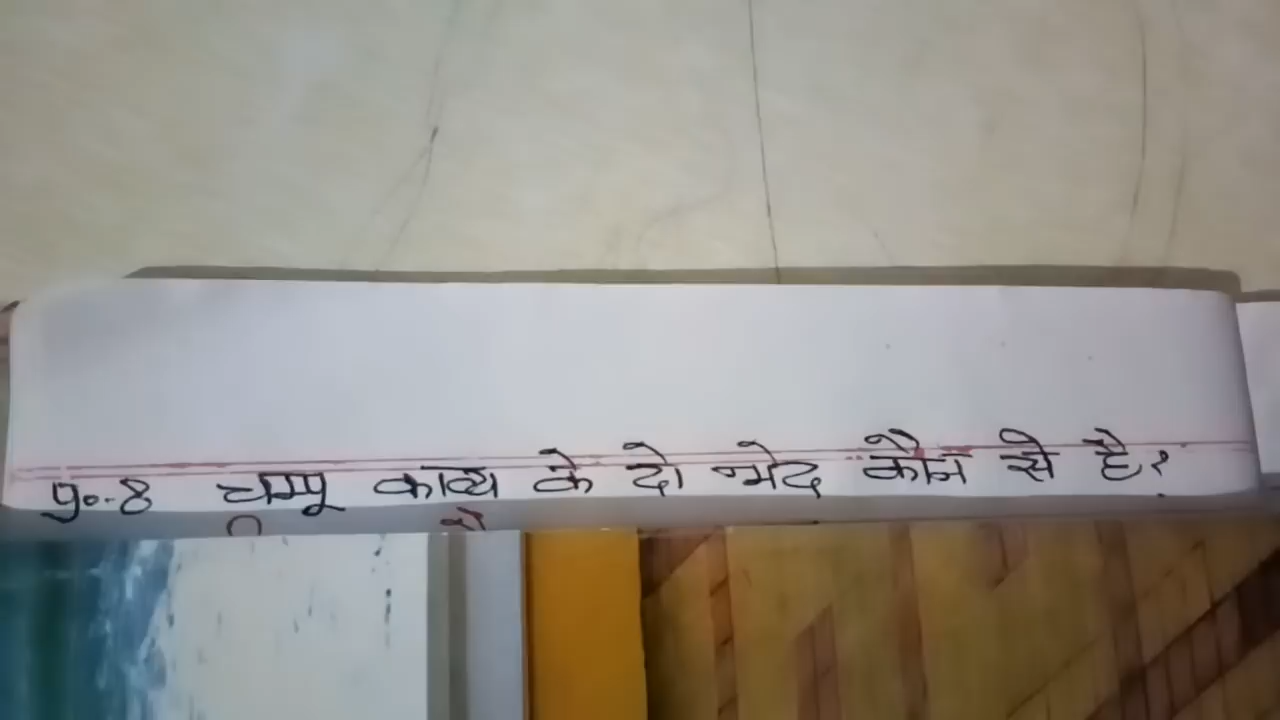 प्र०-8 चम्पू काव्य के दो भेद कौन से है?